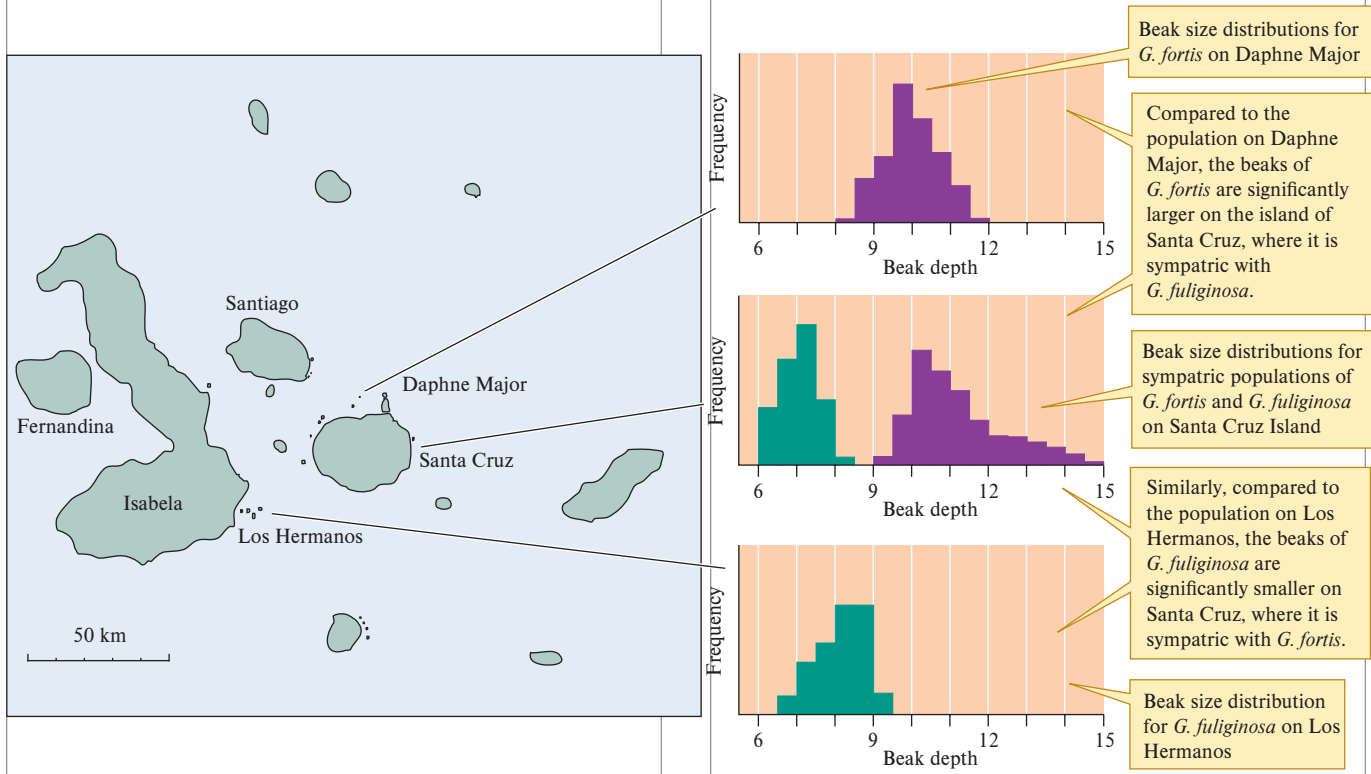 Santiago
Daphne Major
Fernandina
Santa Cruz
Isabela
Los Hermanos
50 km
Frequency
6 9 12 15
Beak depth
Frequency
6 9 12 15
Beak depth
Frequency
6 9 12 15
Beak depth
Beak size distributions for
G. fortis on Daphne Major
Compared to the
population on Daphne
Major, the beaks of
G. fortis are significantly
larger on the island of
Santa Cruz, where it is
sympatric with
G. fuliginosa.
Beak size distributions for
sympatric populations of
G. fortis and G. fuliginosa
on Santa Cruz Island
Similarly, compared to
the population on Los
Hermanos, the beaks of
G. fuliginosa are
significantly smaller on
Santa Cruz, where it is
sympatric with G. fortis.
Beak size distribution
for G. fuliginosa on Los
Hermanos